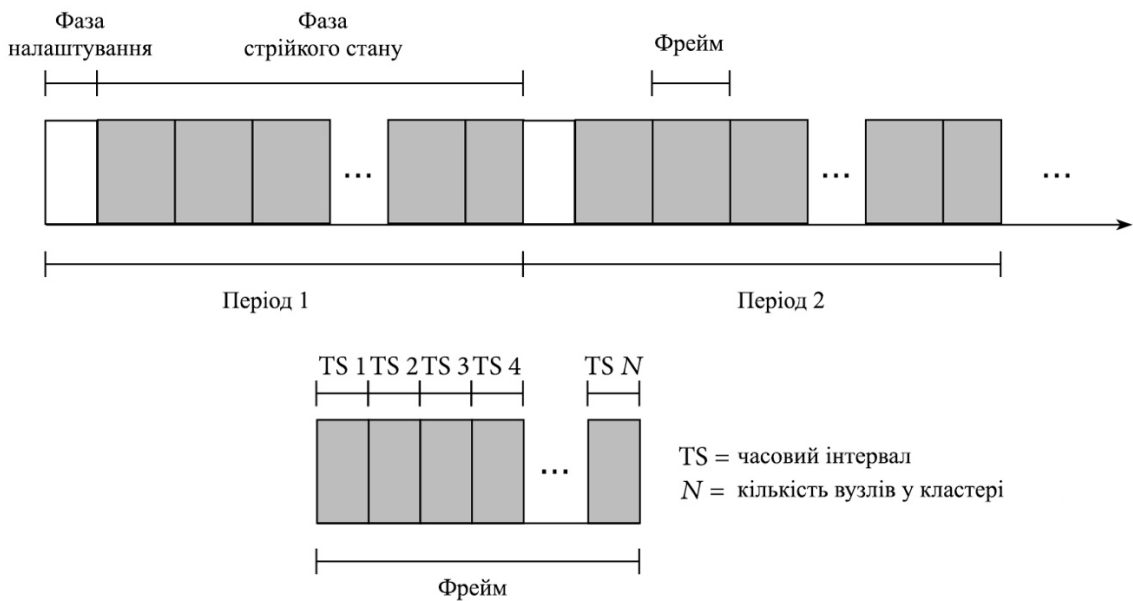 Фаза
налаштування
Фаза
стрійкого стану
Фрейм
...
...
...
Період 1
Період 2
TS 1 TS 2 TS 3 TS 4
TS N
...
TS = часовий інтервал
N = кількість вузлів у кластері
Фрейм